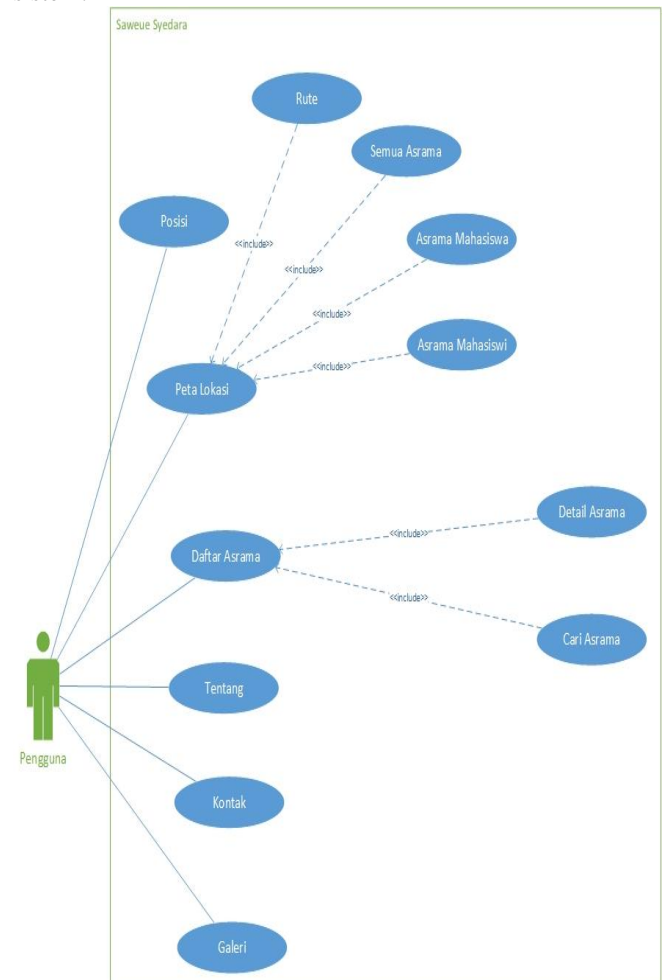 Saweue Syedara
Rute
Semua Asrama
Posisi
Asrama Mahasiswa
<<include>>
<<include>>
<<include>>
Asrama Mahasiswi
<<include>>
Peta Lokasi
Detail Asrama
<<include>>
Daftar Asrama
<<include>>
Cari Asrama
Tentang
Pengguna
Kontak
Galeri